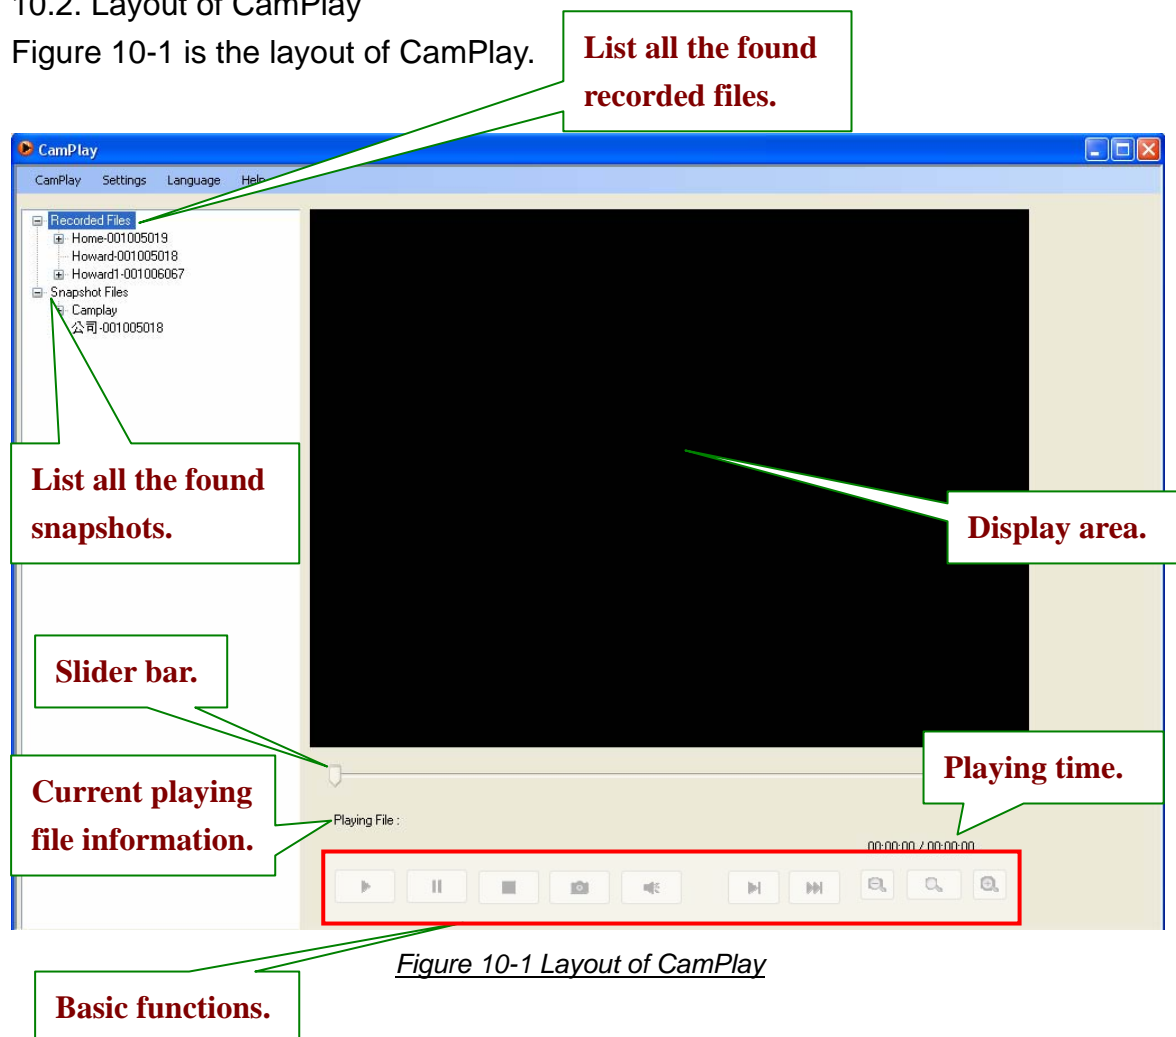 10.2. Layout of CamPlay
Figure 10-1 is the layout of CamPlay.
List all the found
recorded files.
CamPlay
CamPlay Settings Language Help
Recorded Files
Home-001005019
Howard-001005018
Howard1-001006067
Snapshot Files
Camplay
公司-001005018
List all the found
snapshots.
Display area.
Slider bar.
Playing time.
Current playing
file information.
Playing File :
00:00:00 / 00:00:00
Basic functions.
Figure 10-1 Layout of CamPlay